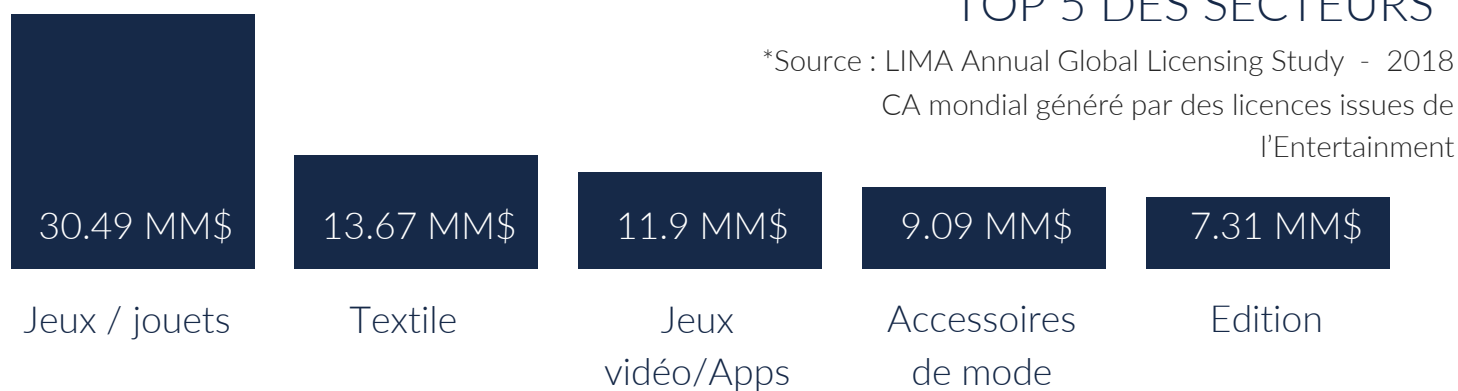 TOP 5 DES SECTEURS
*Source : LIMA Annual Global Licensing Study - 2018
CA mondial généré par des licences issues de
l’Entertainment
30.49 MM$
13.67 MM$
11.9 MM$
9.09 MM$
7.31 MM$
Jeux / jouets
Textile
Jeux
vidéo/Apps
Accessoires
de mode
Edition